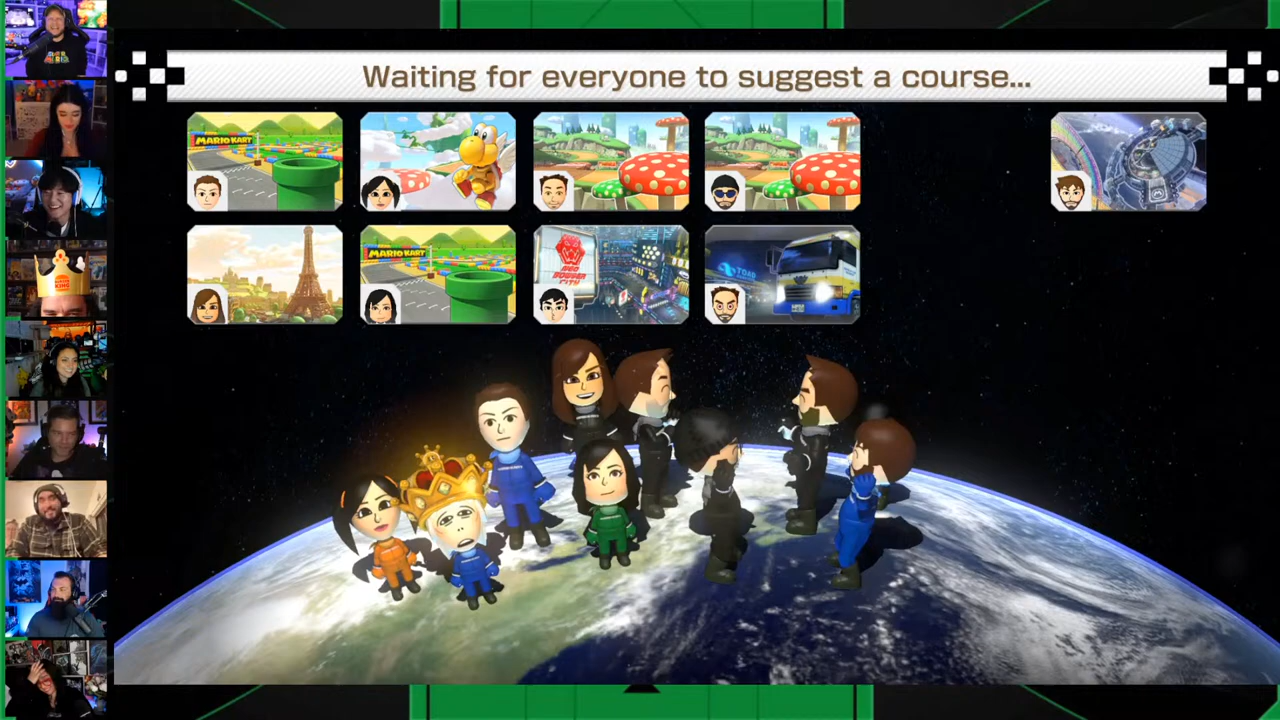 Waiting for everyone to suggest a course...
MARIO KART
MARIO KART
TOAD